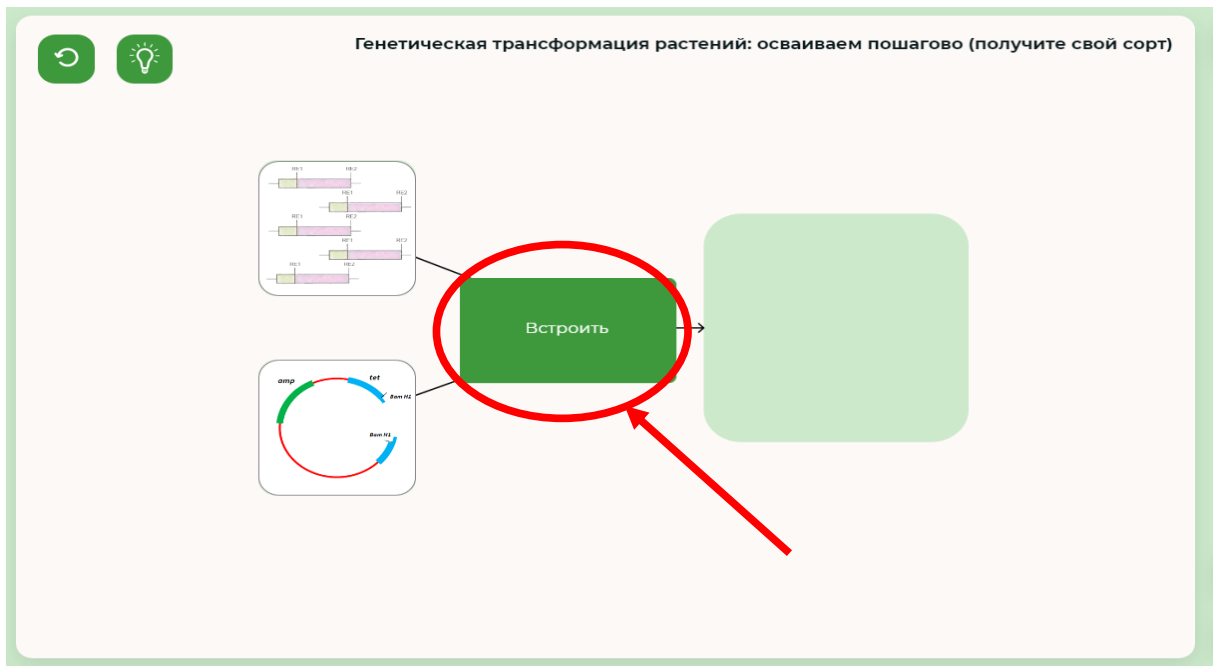 Генетическая трансформация растений: осваиваем пошагово (получите свой сорт)
RE1 RE2
RE1 RE2
RE1 RE2
RE1 RE2
RE1 RE2
Встроить
amp
tet
Bam H1
Bam H1